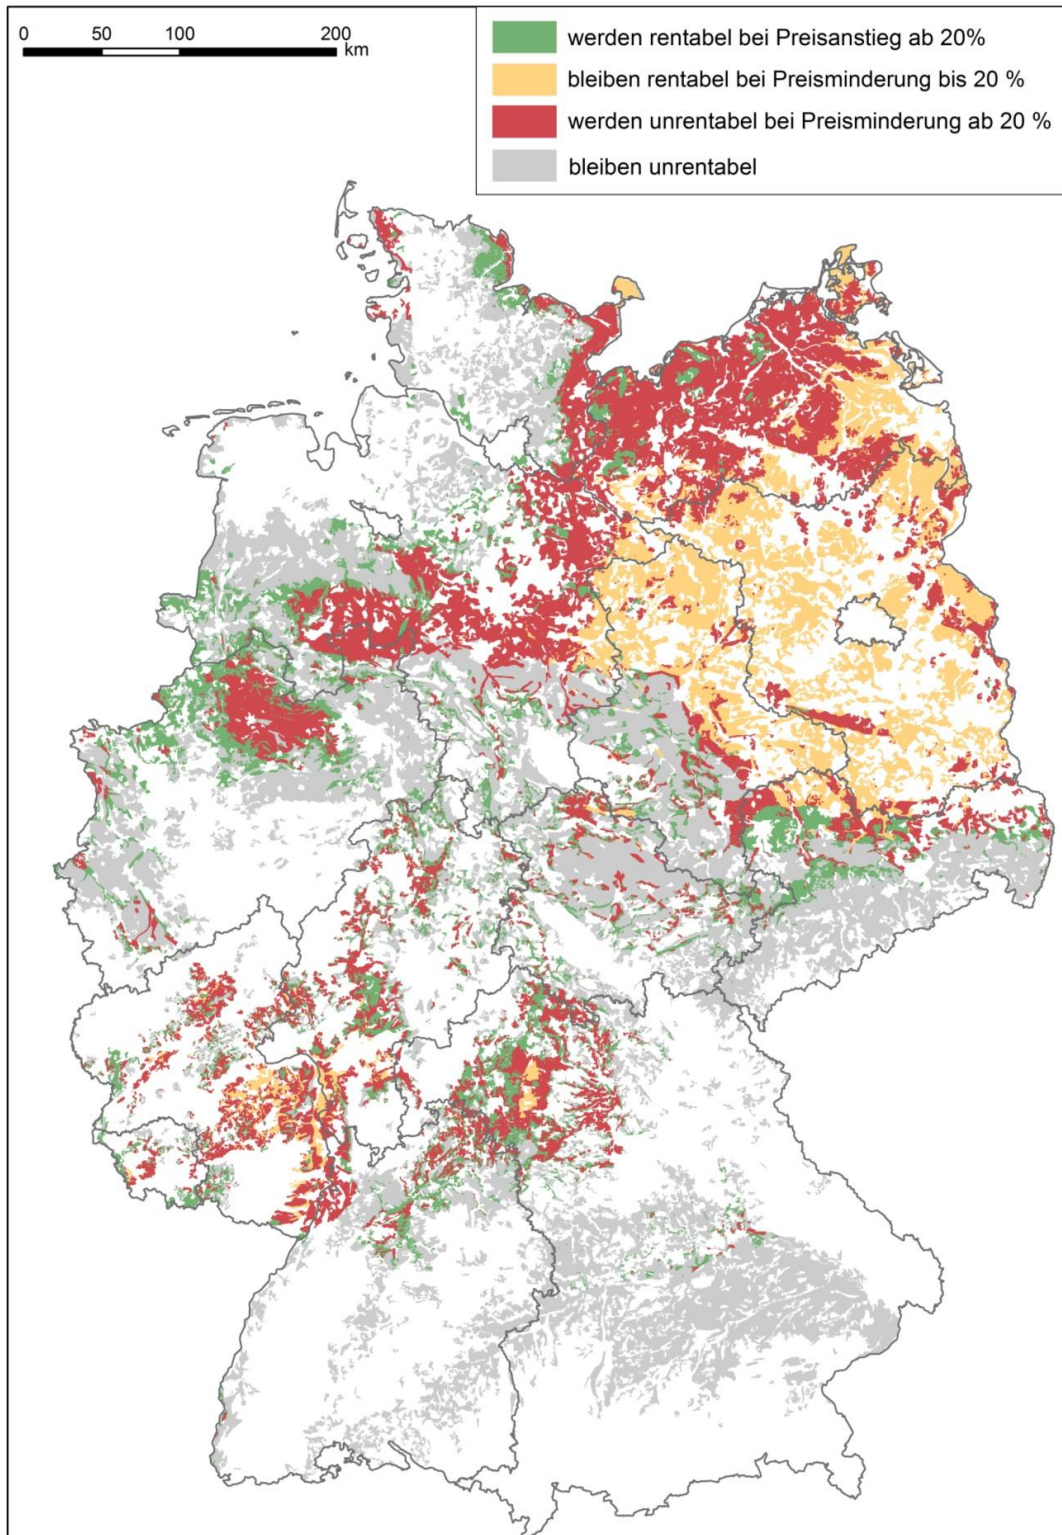 0 50 100 200
km
werden rentabel bei Preisanstieg ab 20%
bleiben rentabel bei Preisminderung bis 20 %
werden unrentabel bei Preisminderung ab 20 %
bleiben unrentabel